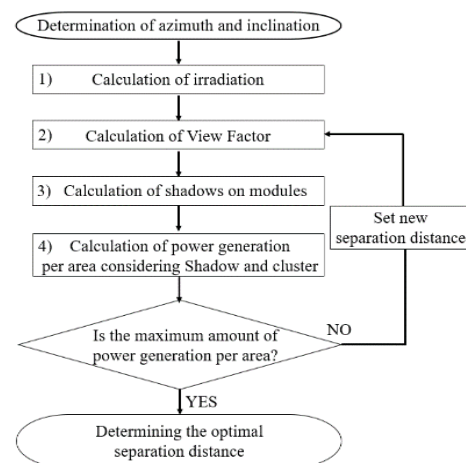 Determination of azimuth and inclination
1) Calculation of irradiation
2) Calculation of View Factor
3) Calculation of shadows on modules
Set new
separation distance
4) Calculation of power generation
per area considering Shadow and cluster
Is the maximum amount of
power generation per area?
NO
YES
Determining the optimal
separation distance